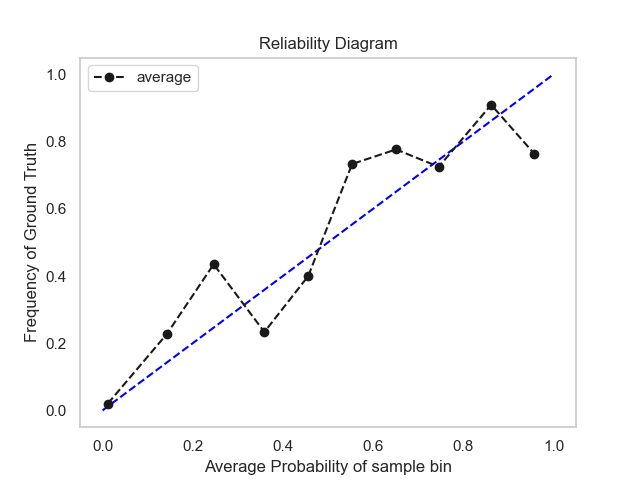 Reliability Diagram
average
1.0
0.8
0.6
0.4
0.2
0.0
Frequency of Ground Truth
0.0 0.2 0.4 0.6 0.8 1.0
Average Probability of sample bin